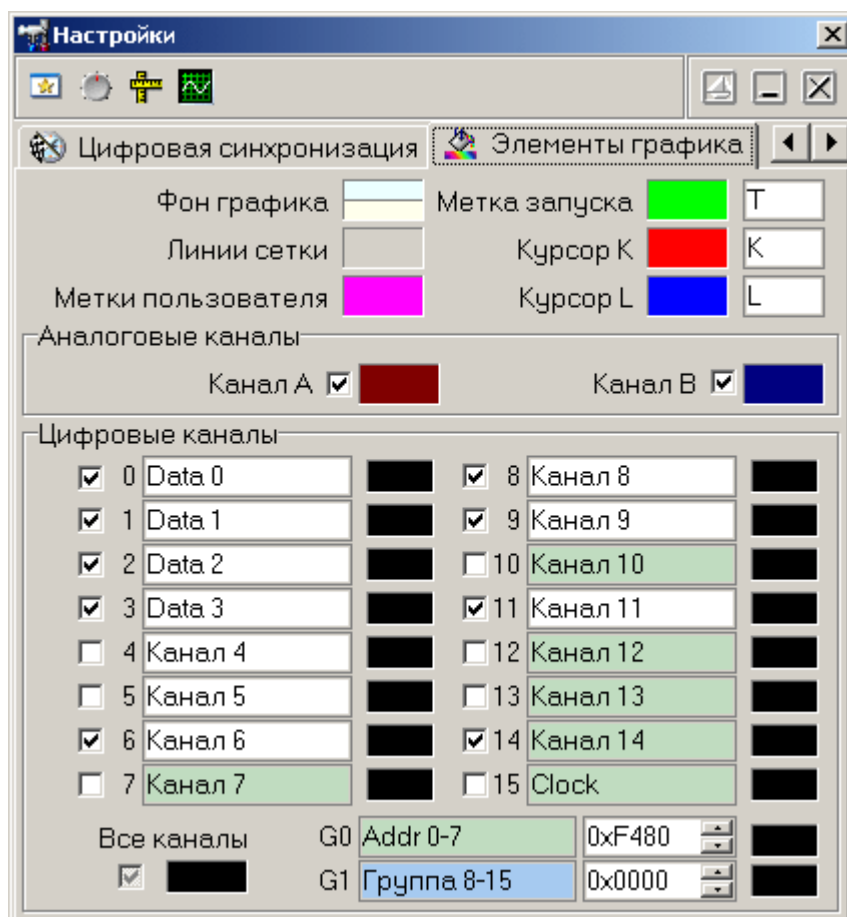 Настройки
Цифровая синхронизация Элементы графика
Фон графика Метка запуска T
Линии сетки Курсор K K
Метки пользователя Курсор L L
Аналоговые каналы
Канал A Канал B
Цифровые каналы
0 Data 0 8 Канал 8
1 Data 1 9 Канал 9
2 Data 2 10 Канал 10
3 Data 3 11 Канал 11
4 Канал 4 12 Канал 12
5 Канал 5 13 Канал 13
6 Канал 6 14 Канал 14
7 Канал 7 15 Clock
Все каналы G0 Addr 0-7 0xF480
G1 Группа 8-15 0x0000